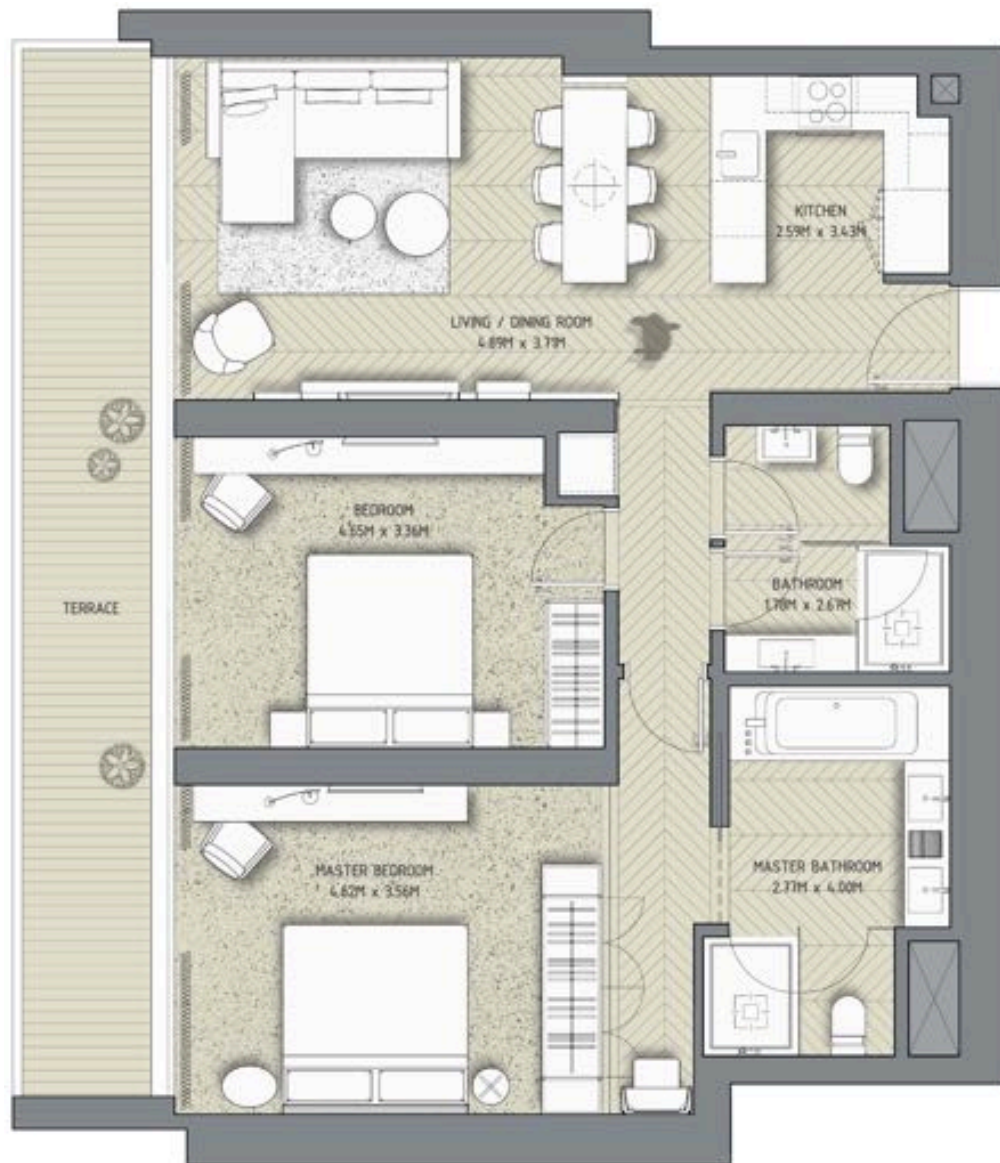 KITCHEN
2.59M x 3.43M
LIVING / DINING ROOM
4.89M x 3.71M
BEDROOM
4.65M x 3.36M
TERRACE
BATHROOM
1.78M x 2.67M
MASTER BEDROOM
4.62M x 3.56M
MASTER BATHROOM
2.77M x 4.00M